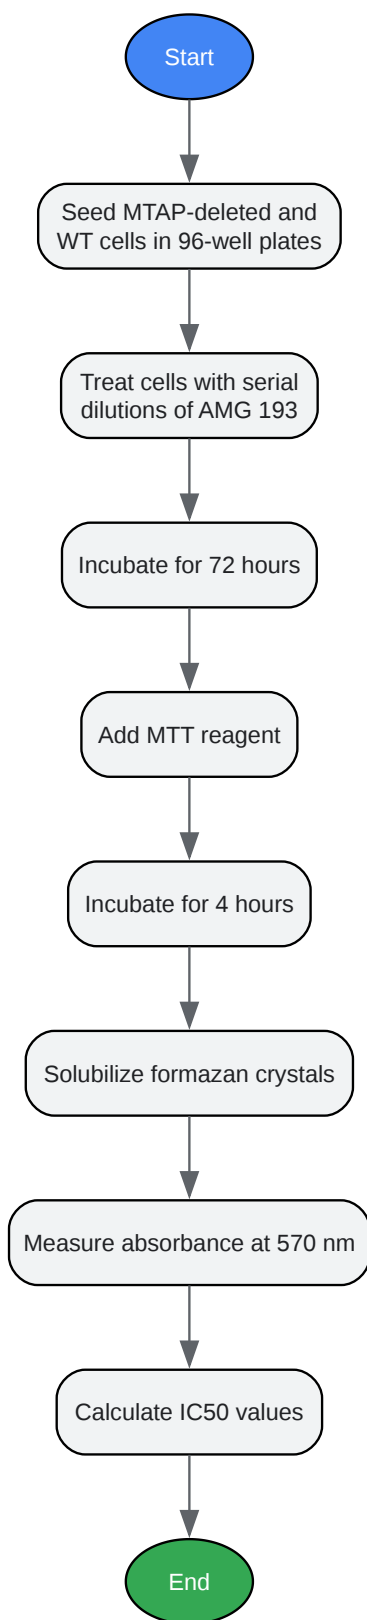 Start
Seed MTAP-deleted and
WT cells in 96-well plates
Treat cells with serial
dilutions of AMG 193
Incubate for 72 hours
Add MTT reagent
Incubate for 4 hours
Solubilize formazan crystals
Measure absorbance at 570 nm
Calculate IC50 values
End